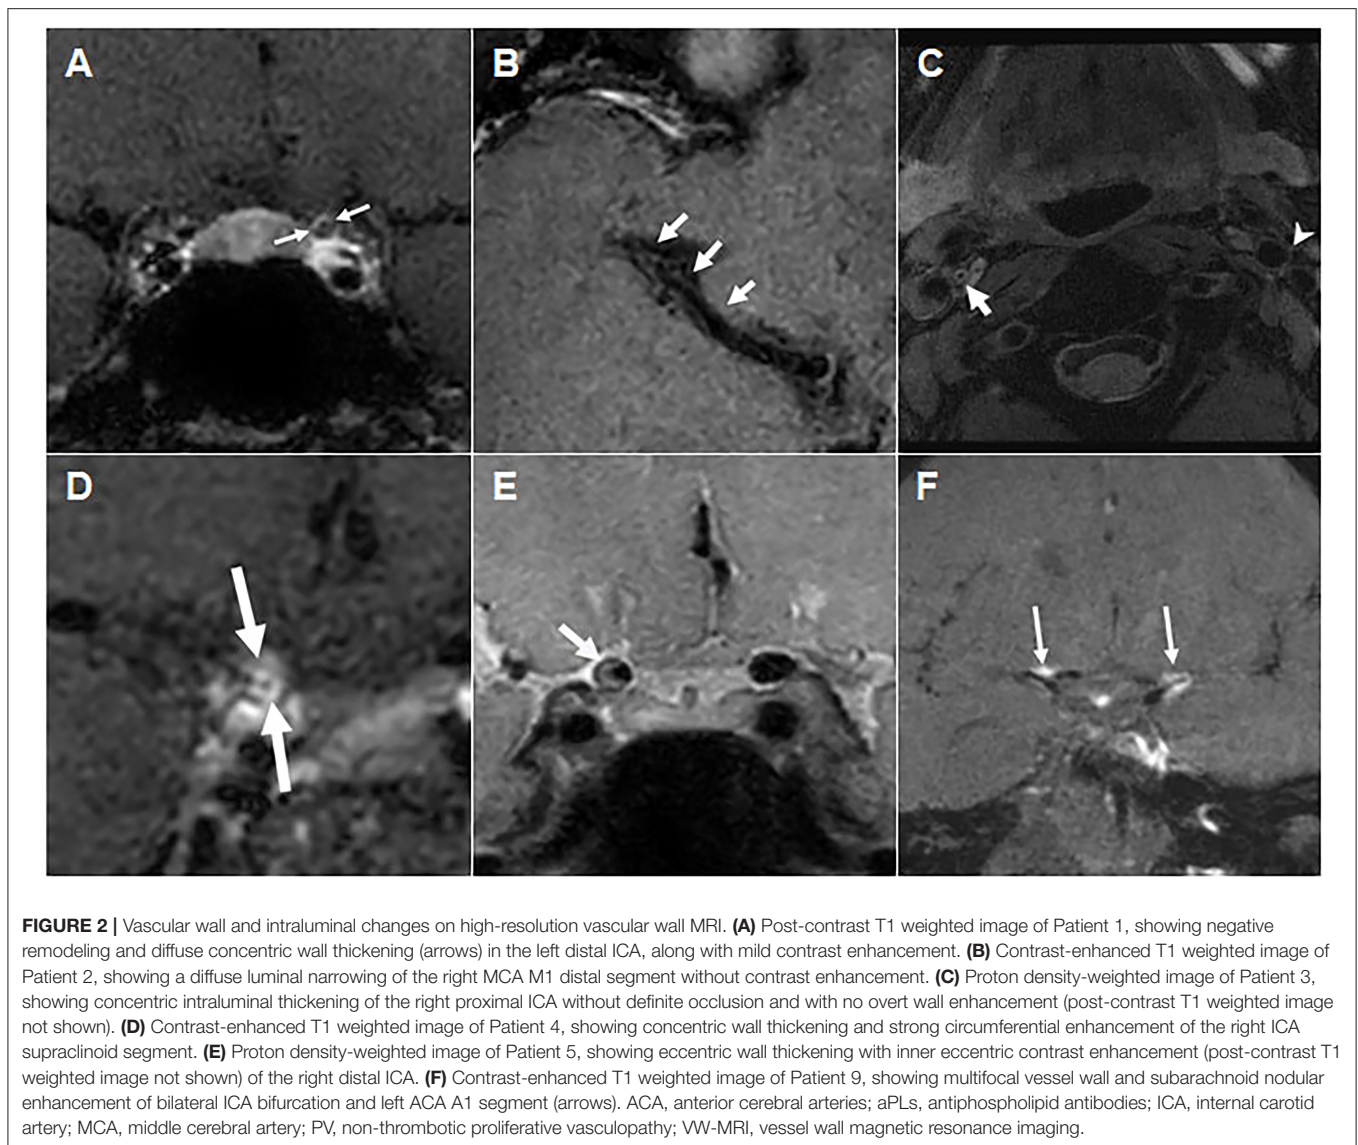 A
B
C
D
E
F
FIGURE 2 | Vascular wall and intraluminal changes on high-resolution vascular wall MRI. (A) Post-contrast T1 weighted image of Patient 1, showing negative
remodeling and diffuse concentric wall thickening (arrows) in the left distal ICA, along with mild contrast enhancement. (B) Contrast-enhanced T1 weighted image of
Patient 2, showing a diffuse luminal narrowing of the right MCA M1 distal segment without contrast enhancement. (C) Proton density-weighted image of Patient 3,
showing concentric intraluminal thickening of the right proximal ICA without definite occlusion and with no overt wall enhancement (post-contrast T1 weighted image
not shown). (D) Contrast-enhanced T1 weighted image of Patient 4, showing concentric wall thickening and strong circumferential enhancement of the right ICA
supraclinoid segment. (E) Proton density-weighted image of Patient 5, showing eccentric wall thickening with inner eccentric contrast enhancement (post-contrast T1
weighted image not shown) of the right distal ICA. (F) Contrast-enhanced T1 weighted image of Patient 9, showing multifocal vessel wall and subarachnoid nodular
enhancement of bilateral ICA bifurcation and left ACA A1 segment (arrows). ACA, anterior cerebral arteries; aPLs, antiphospholipid antibodies; ICA, internal carotid
artery; MCA, middle cerebral artery; PV, non-thrombotic proliferative vasculopathy; VW-MRI, vessel wall magnetic resonance imaging.